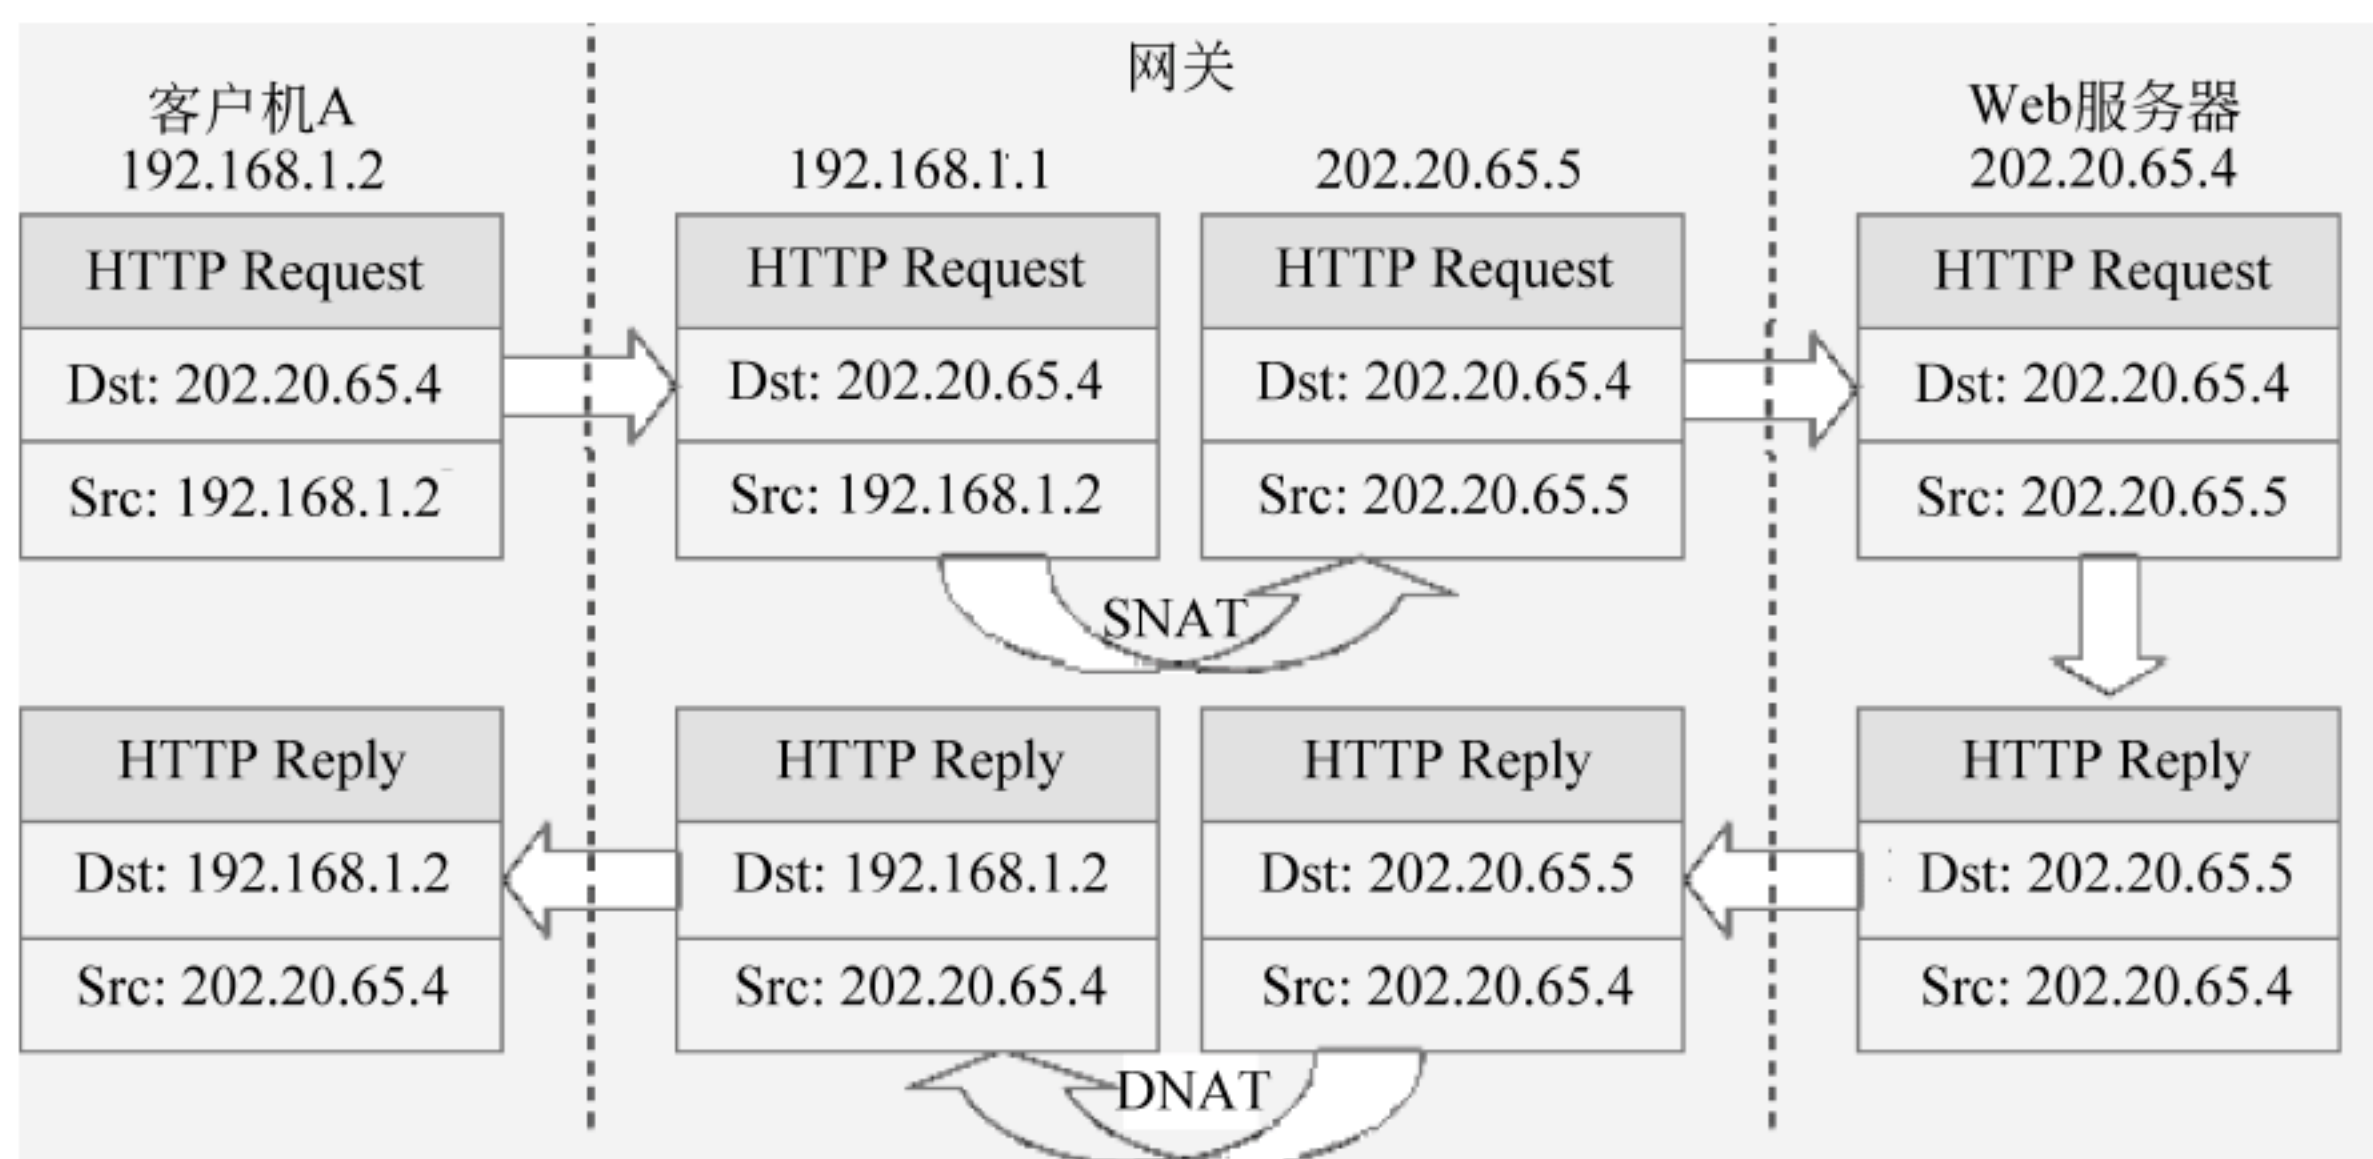 网关
客户机A
Web服务器
192.168.1.2
192.168.1.1
202.20.65.5
202.20.65.4
HTTP Request
HTTP Request
HTTP Request
HTTP Request
Dst: 202.20.65.4
Dst: 202.20.65.4
Dst: 202.20.65.4
Dst: 202.20.65.4
Src: 192.168.1.2
Src: 192.168.1.2
Src: 202.20.65.5
Src: 202.20.65.5
SNAT
HTTP Reply
HTTP Reply
HTTP Reply
HTTP Reply
Dst: 192.168.1.2
Dst: 192.168.1.2
Dst: 202.20.65.5
Dst: 202.20.65.5
Src: 202.20.65.4
Src: 202.20.65.4
Src: 202.20.65.4
Src: 202.20.65.4
DNAT